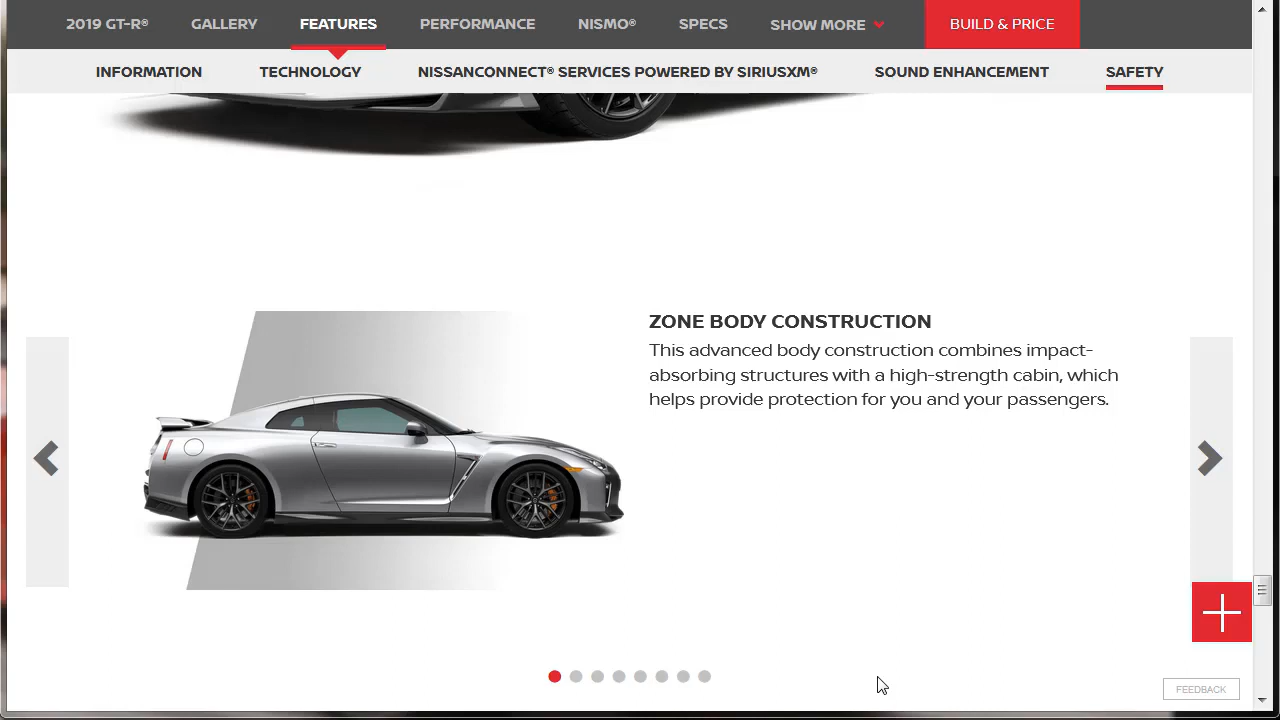 2019 GT-R® GALLERY FEATURES PERFORMANCE NISMO® SPECS SHOW MORE BUILD & PRICE
INFORMATION TECHNOLOGY NISSANCONNECT® SERVICES POWERED BY SIRIUSXM® SOUND ENHANCEMENT SAFETY
ZONE BODY CONSTRUCTION
This advanced body construction combines impact-
absorbing structures with a high-strength cabin, which
helps provide protection for you and your passengers.
FEEDBACK